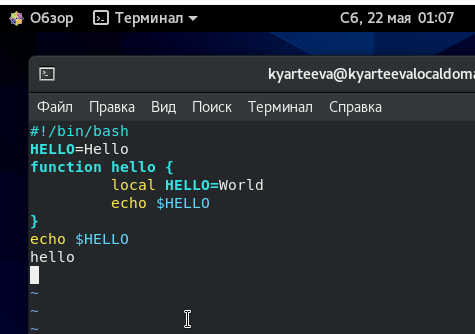 Обзор Терминал Сб, 22 мая 01:07
kyarteeva@kyarteevalocaldoma
Файл Правка Вид Поиск Терминал Справка
#!/bin/bash
HELLO=Hello
function hello {
        local HELLO=World
        echo $HELLO
}
echo $HELLO
hello
~
~
~